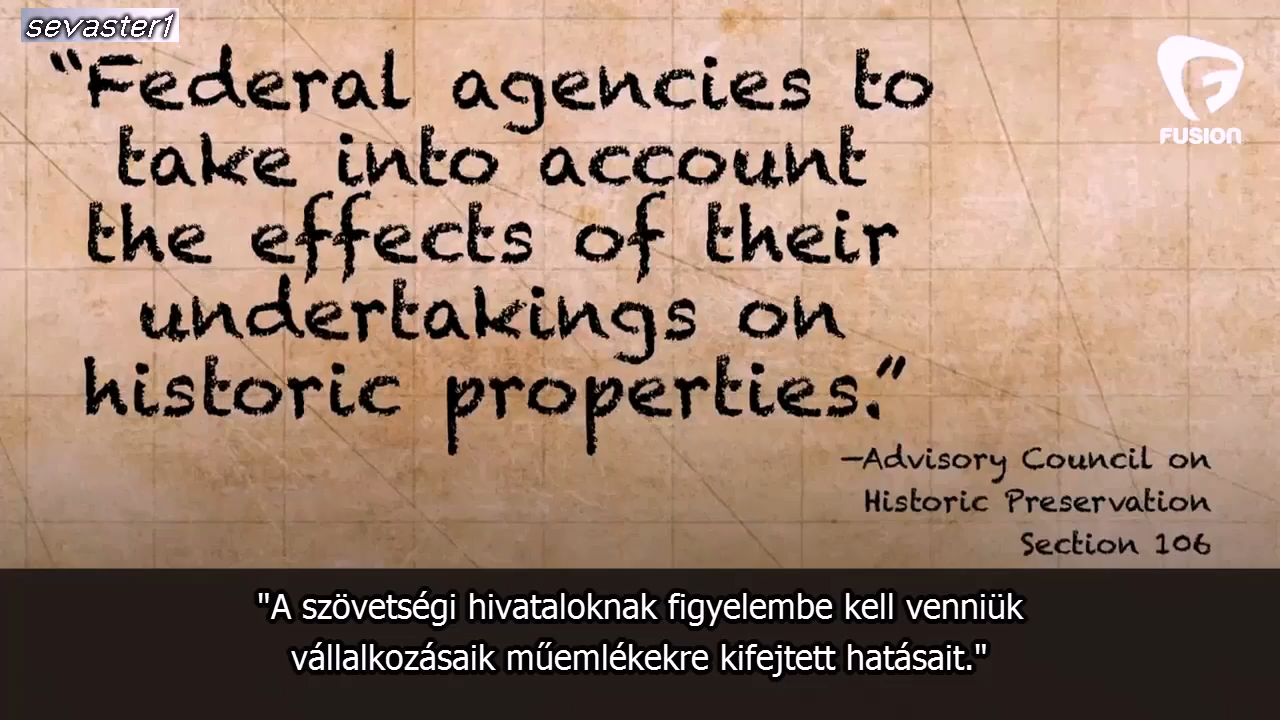 sevaster1
“Federal agencies to
take into account
the effects of their
undertakings on
historic properties.”
—Advisory Council on
Historic Preservation
Section 106
FUSION
"A szövetségi hivataloknak figyelembe kell venniük
vállalkozásaik műemlékekre kifejtett hatásait."